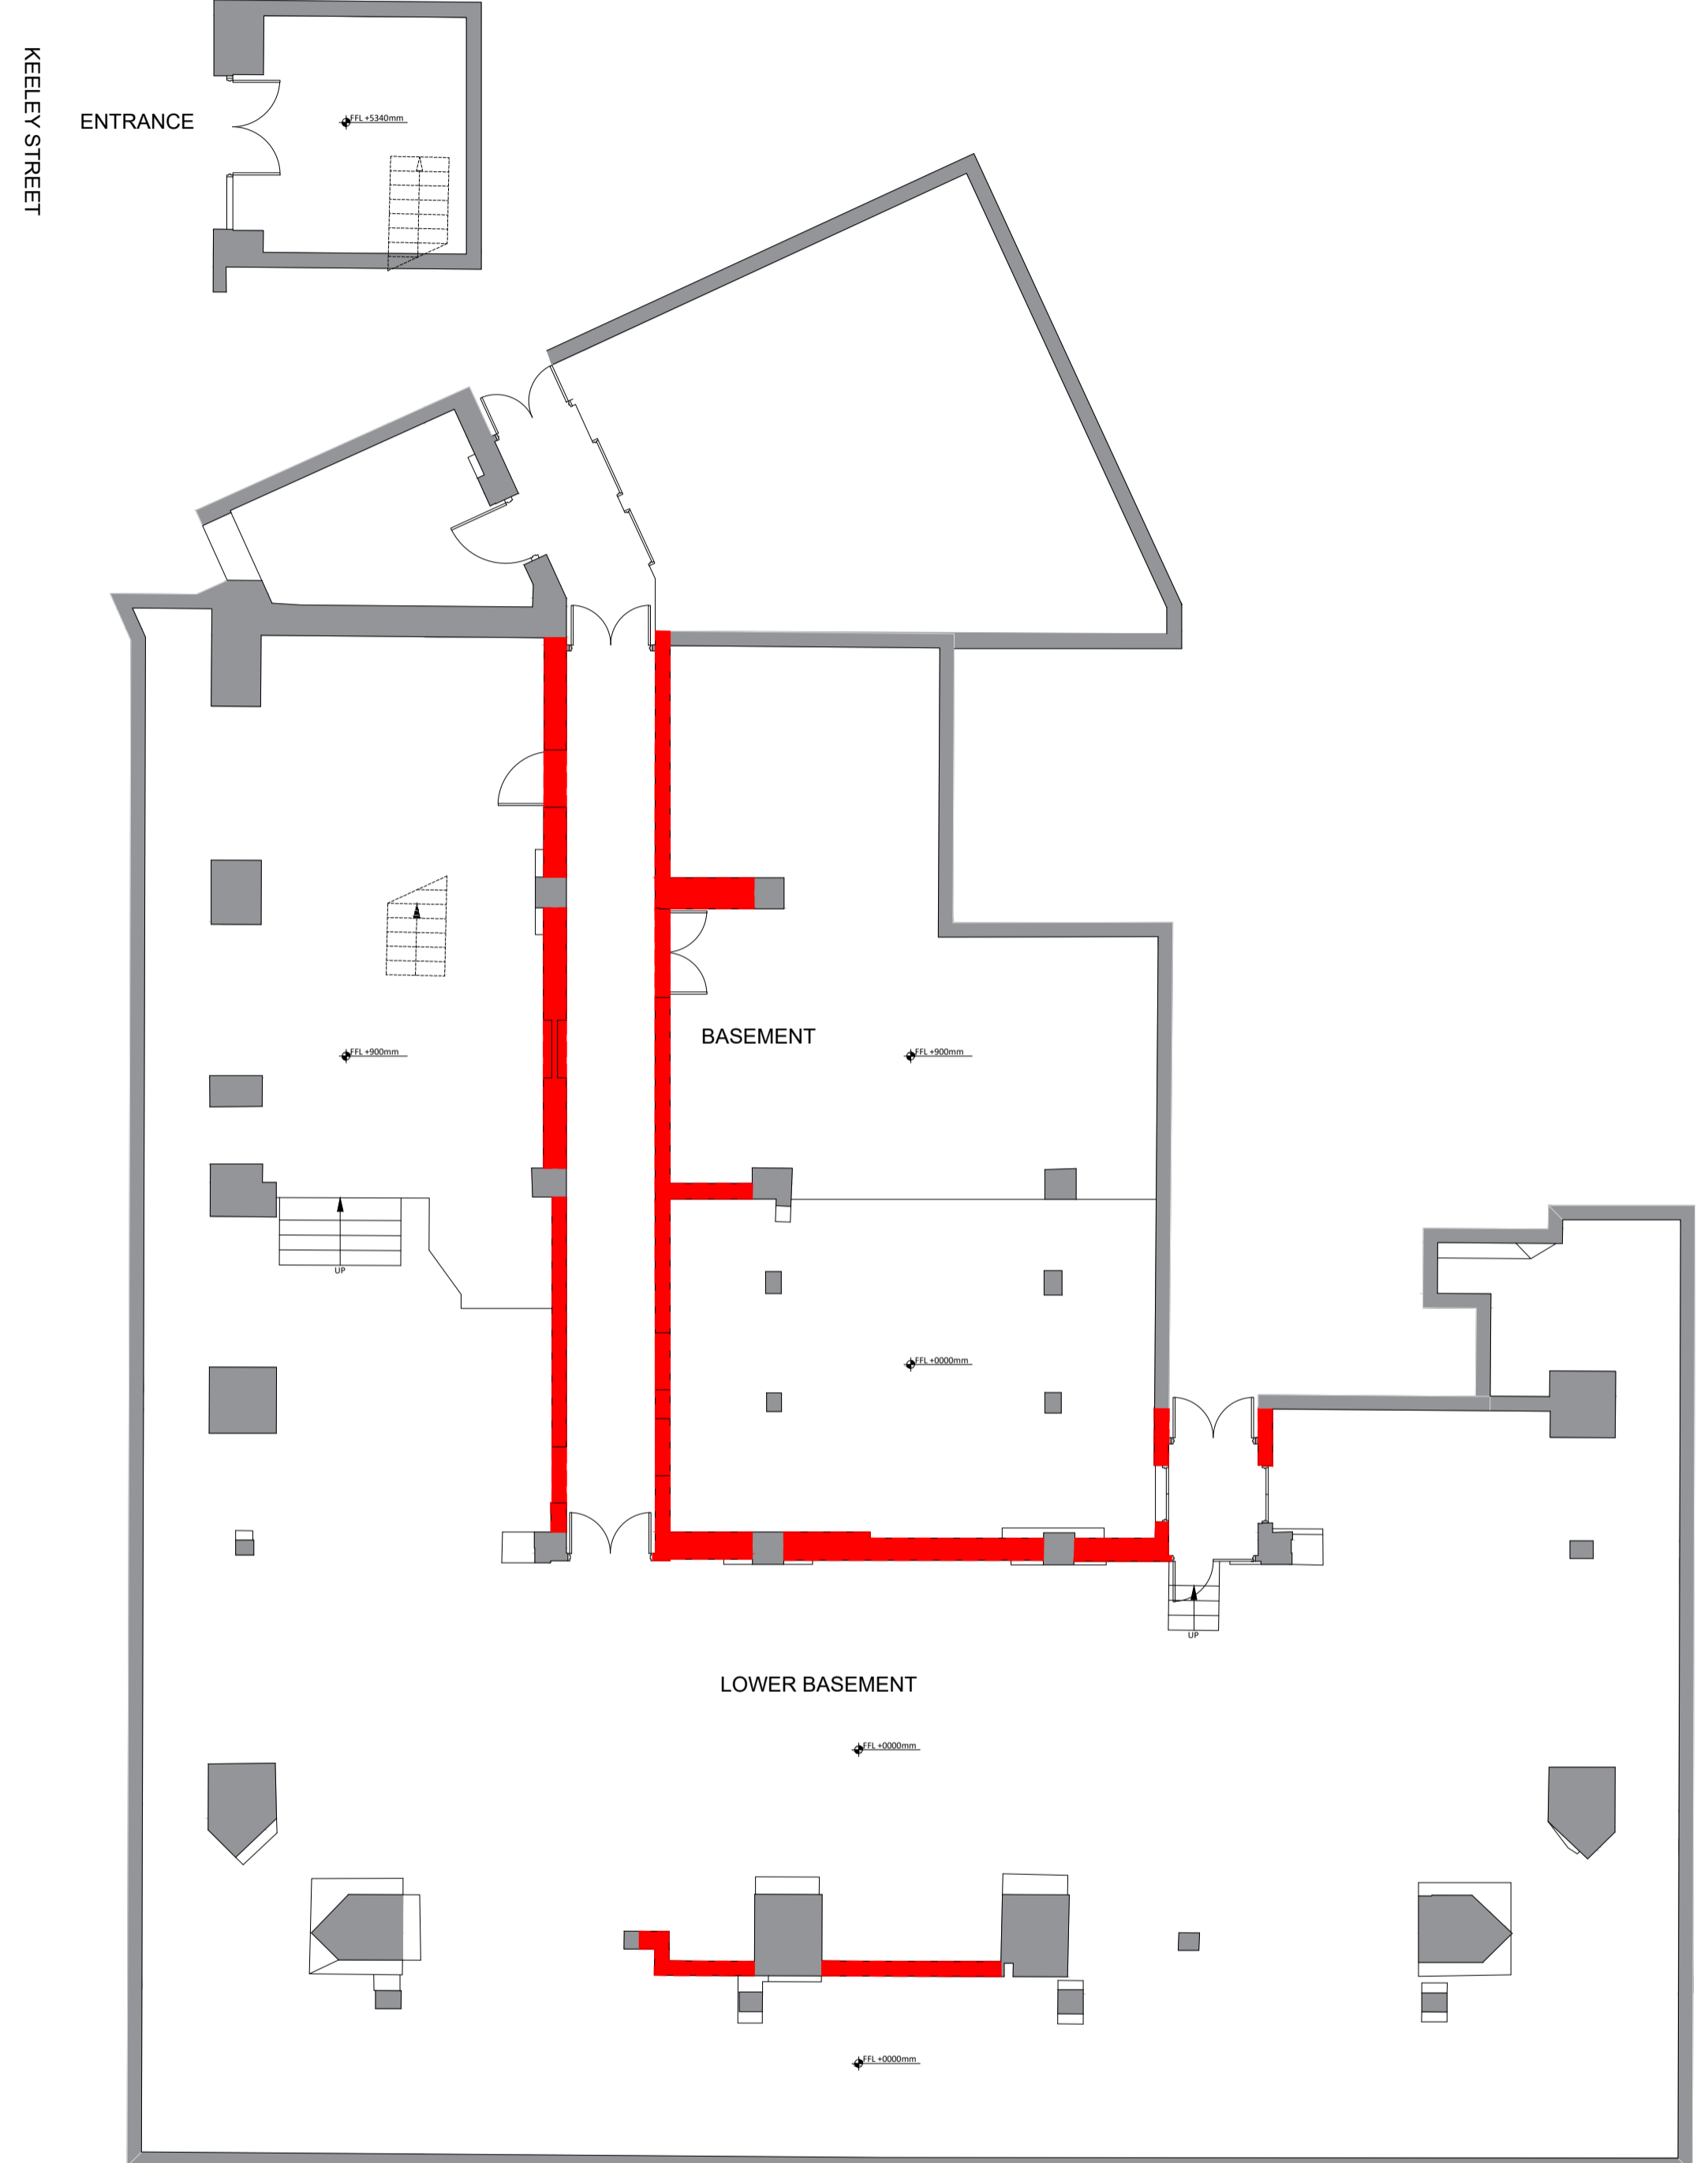 KEELEY STREET
ENTRANCE
FFL +5340mm
BASEMENT
FFL +900mm
FFL +900mm
UP
FFL +0000mm
UP
LOWER BASEMENT
FFL +0000mm
FFL +0000mm